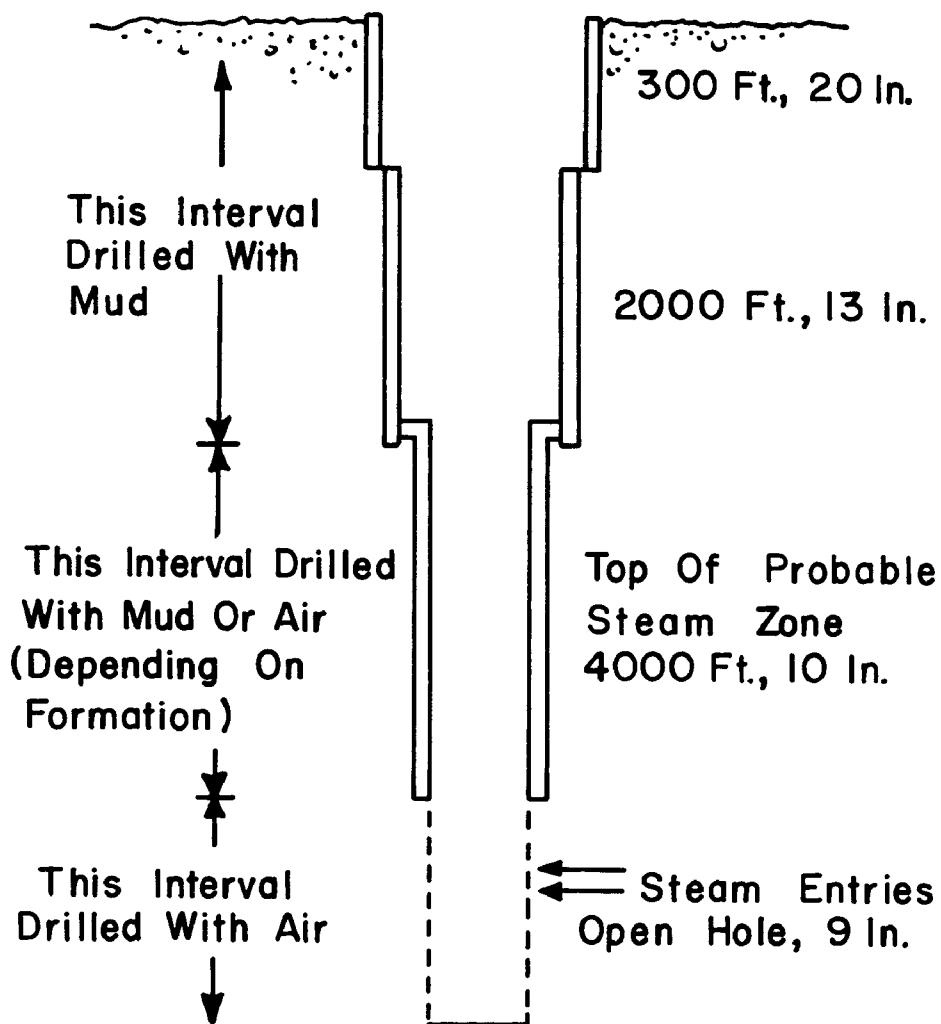 300 Ft., 20 In.
This Interval
Drilled With
Mud
2000 Ft., 13 In.
This Interval Drilled
With Mud Or Air
(Depending On
Formation)
Top Of Probable
Steam Zone
4000 Ft., 10 In.
This Interval
Drilled With Air
Steam Entries
Open Hole, 9 In.